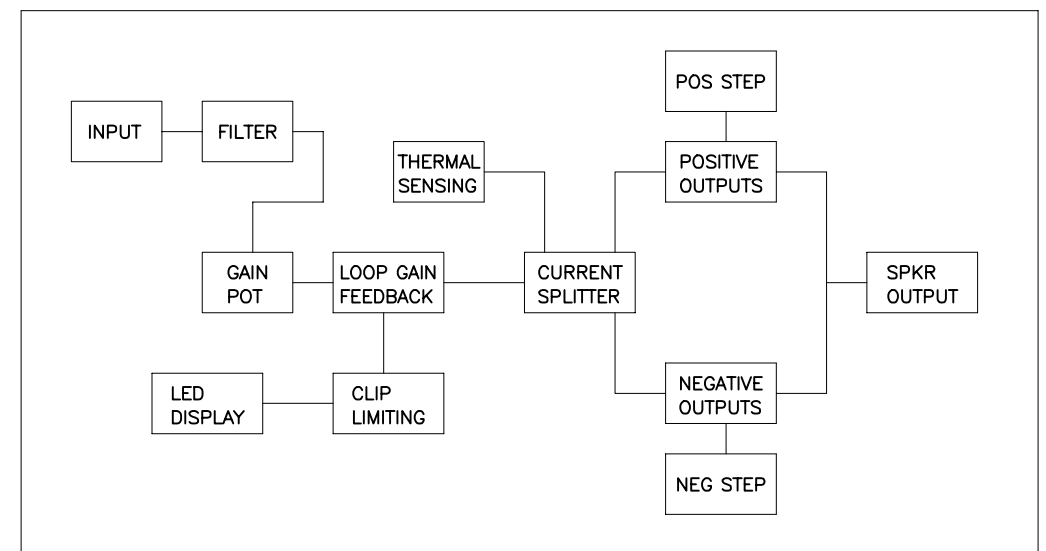 POS STEP
INPUT
FILTER
THERMAL
SENSING
POSITIVE
OUTPUTS
GAIN
POT
LOOP GAIN
FEEDBACK
CURRENT
SPLITTER
SPKR
OUTPUT
LED
DISPLAY
CLIP
LIMITING
NEGATIVE
OUTPUTS
NEG STEP